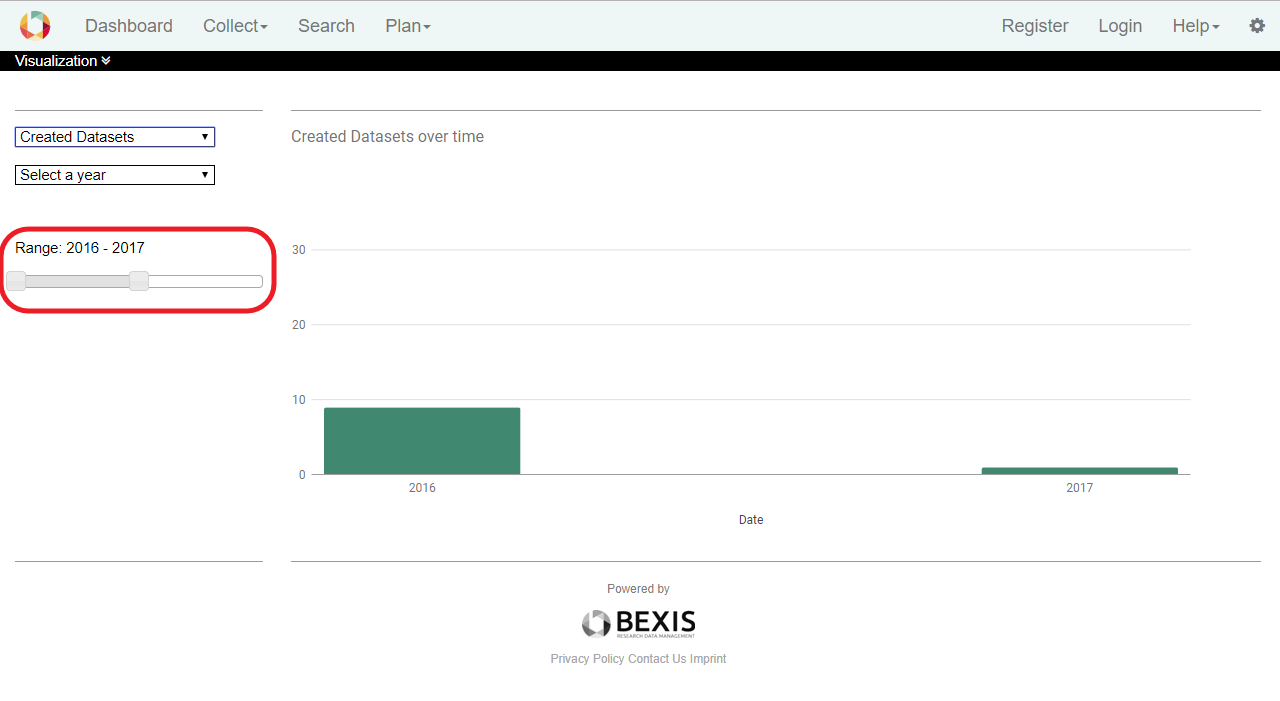 Dashboard Collect Search Plan Register Login Help
Visualization
Created Datasets
Select a year
Range: 2016 - 2017
Created Datasets over time
30
20
10
0
2016 2017
Date
Powered by
BEXIS
RESEARCH DATA MANAGEMENT
Privacy Policy Contact Us Imprint